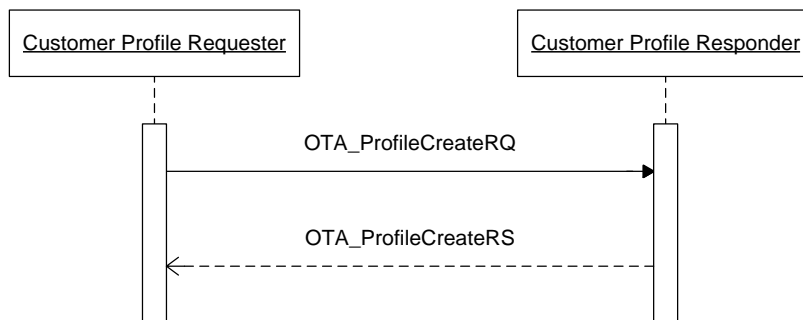 Customer Profile Requester
Customer Profile Responder
OTA_ProfileCreateRQ
OTA_ProfileCreateRS